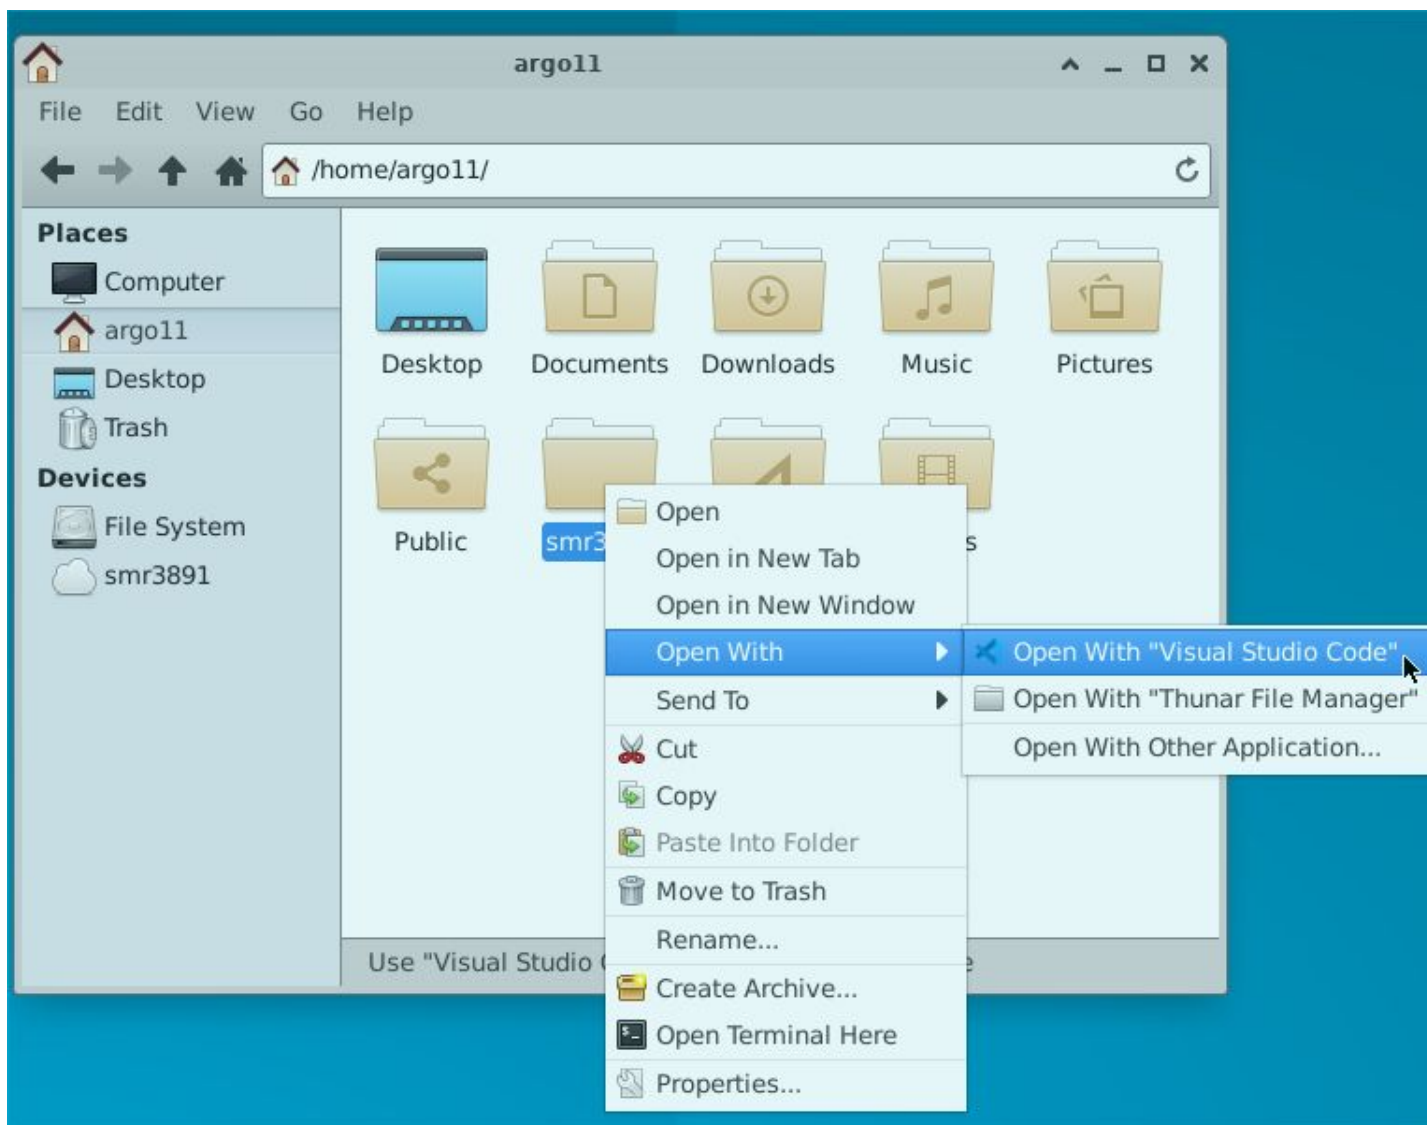 argo11
File Edit View Go Help
/home/argo11/
Places
Computer
argo11
Desktop
Trash
Devices
File System
smr3891
Desktop Documents Downloads Music Pictures
Public smr3 s
Open
Open in New Tab
Open in New Window
Open With
Send To
Cut
Copy
Paste Into Folder
Move to Trash
Rename...
Create Archive...
Open Terminal Here
Properties...
Open With "Visual Studio Code"
Open With "Thunar File Manager"
Open With Other Application...
Use "Visual Studio